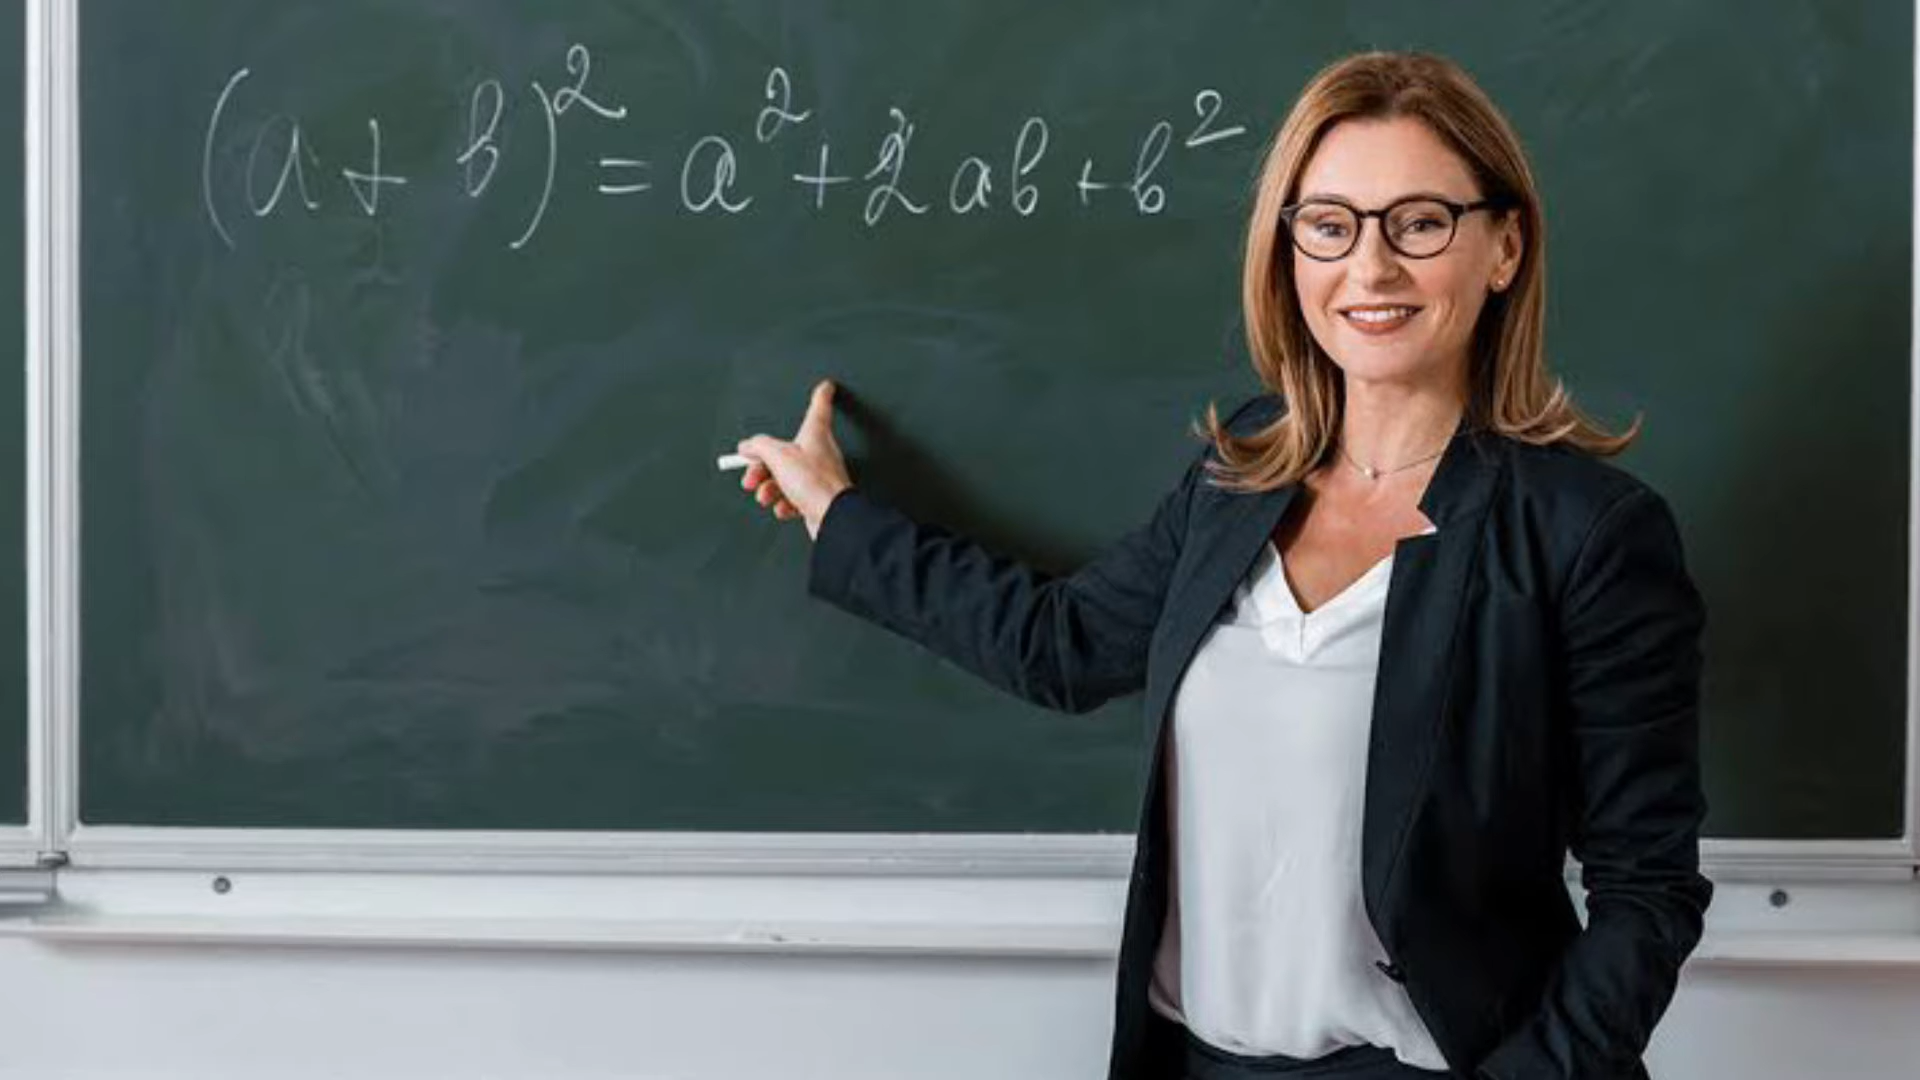 (a + b)² = a² + 2ab + b²